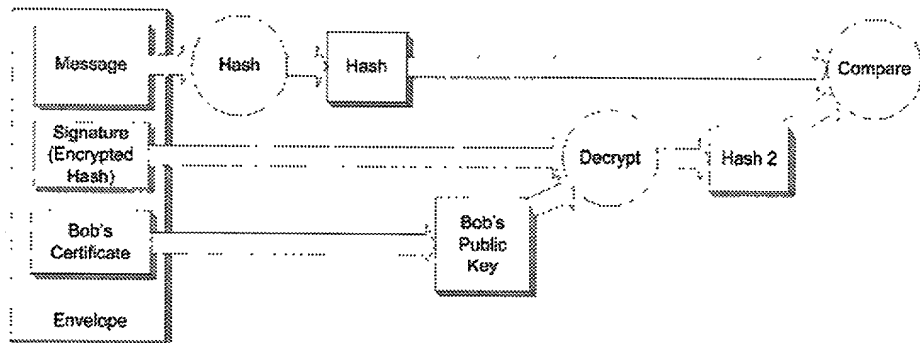 Message
Hash
Hash
Compare
Signature
(Encrypted
Hash)
Decrypt
Hash 2
Bob's
Certificate
Bob's
Public
Key
Envelope